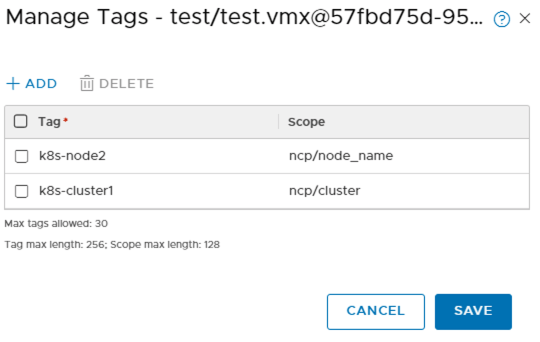 Manage Tags - test/test.vmx@57fbd75d-95...
ADD DELETE
Tag* Scope
k8s-node2 ncp/node_name
k8s-cluster1 ncp/cluster
Max tags allowed: 30
Tag max length: 256; Scope max length: 128
CANCEL SAVE